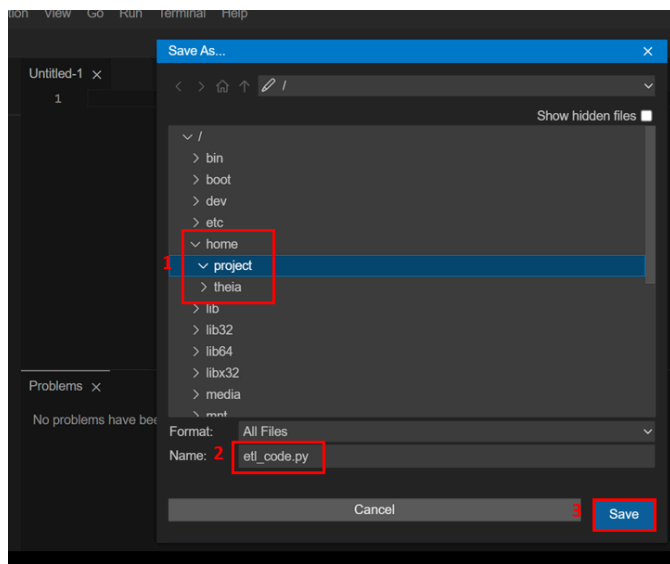 tion View Go Run Terminal Help
Save As...
Untitled-1
/
1
Show hidden files
/
bin
boot
dev
etc
home
1 project
theia
lib
lib32
lib64
libx32
media
mnt
Problems
No problems have bee
Format: All Files
Name: 2 etl_code.py
Cancel
3 Save